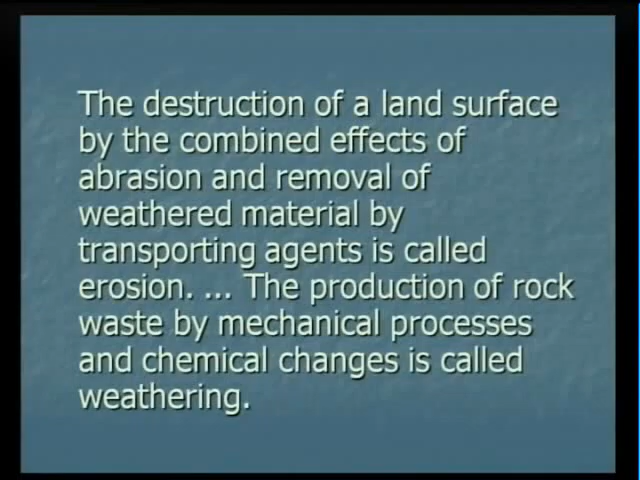 The destruction of a land surface
by the combined effects of
abrasion and removal of
weathered material by
transporting agents is called
erosion. ... The production of rock
waste by mechanical processes
and chemical changes is called
weathering.